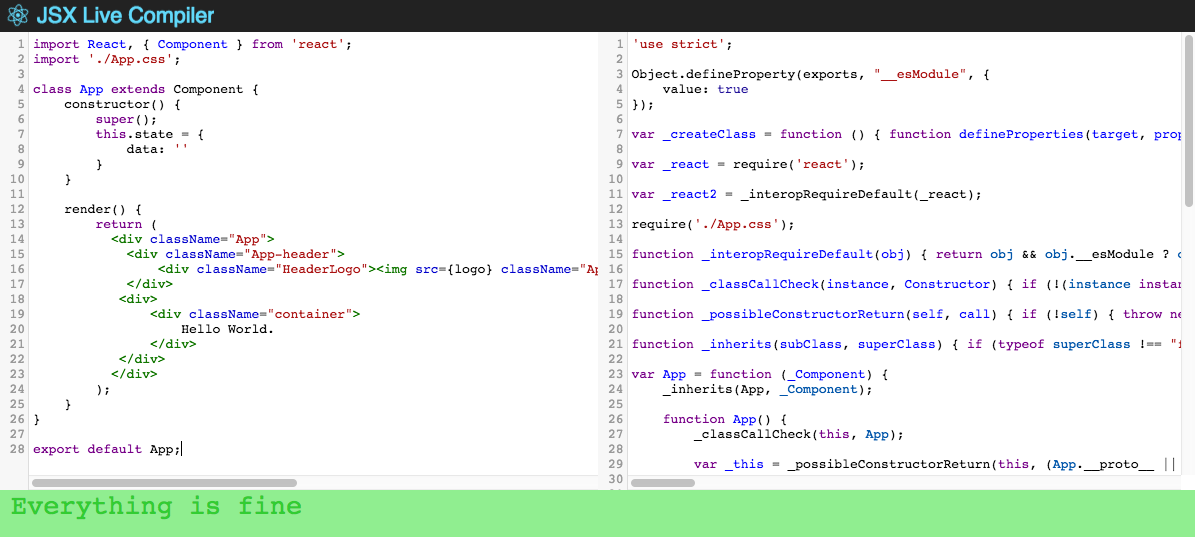 JSX Live Compiler
1 import React, { Component } from 'react';
2 import './App.css';
3
4 class App extends Component {
5     constructor() {
6         super();
7         this.state = {
8             data: ''
9         }
10     }
11
12     render() {
13         return (
14           <div className="App">
15             <div className="App-header">
16                 <div className="HeaderLogo"><img src={logo} className="Ap
17             </div>
18            <div>
19                <div className="container">
20                    Hello World.
21                </div>
22            </div>
23           </div>
24         );
25     }
26 }
27
28 export default App;
1 'use strict';
2
3 Object.defineProperty(exports, "__esModule", {
4     value: true
5 });
6
7 var _createClass = function () { function defineProperties(target, prop
8
9 var _react = require('react');
10
11 var _react2 = _interopRequireDefault(_react);
12
13 require('./App.css');
14
15 function _interopRequireDefault(obj) { return obj && obj.__esModule ?
16
17 function _classCallCheck(instance, Constructor) { if (!(instance instan
18
19 function _possibleConstructorReturn(self, call) { if (!self) { throw ne
20
21 function _inherits(subClass, superClass) { if (typeof superClass !== "f
22
23 var App = function (_Component) {
24     _inherits(App, _Component);
25
26     function App() {
27         _classCallCheck(this, App);
28
29         var _this = _possibleConstructorReturn(this, (App.__proto__ ||
30
Everything is fine